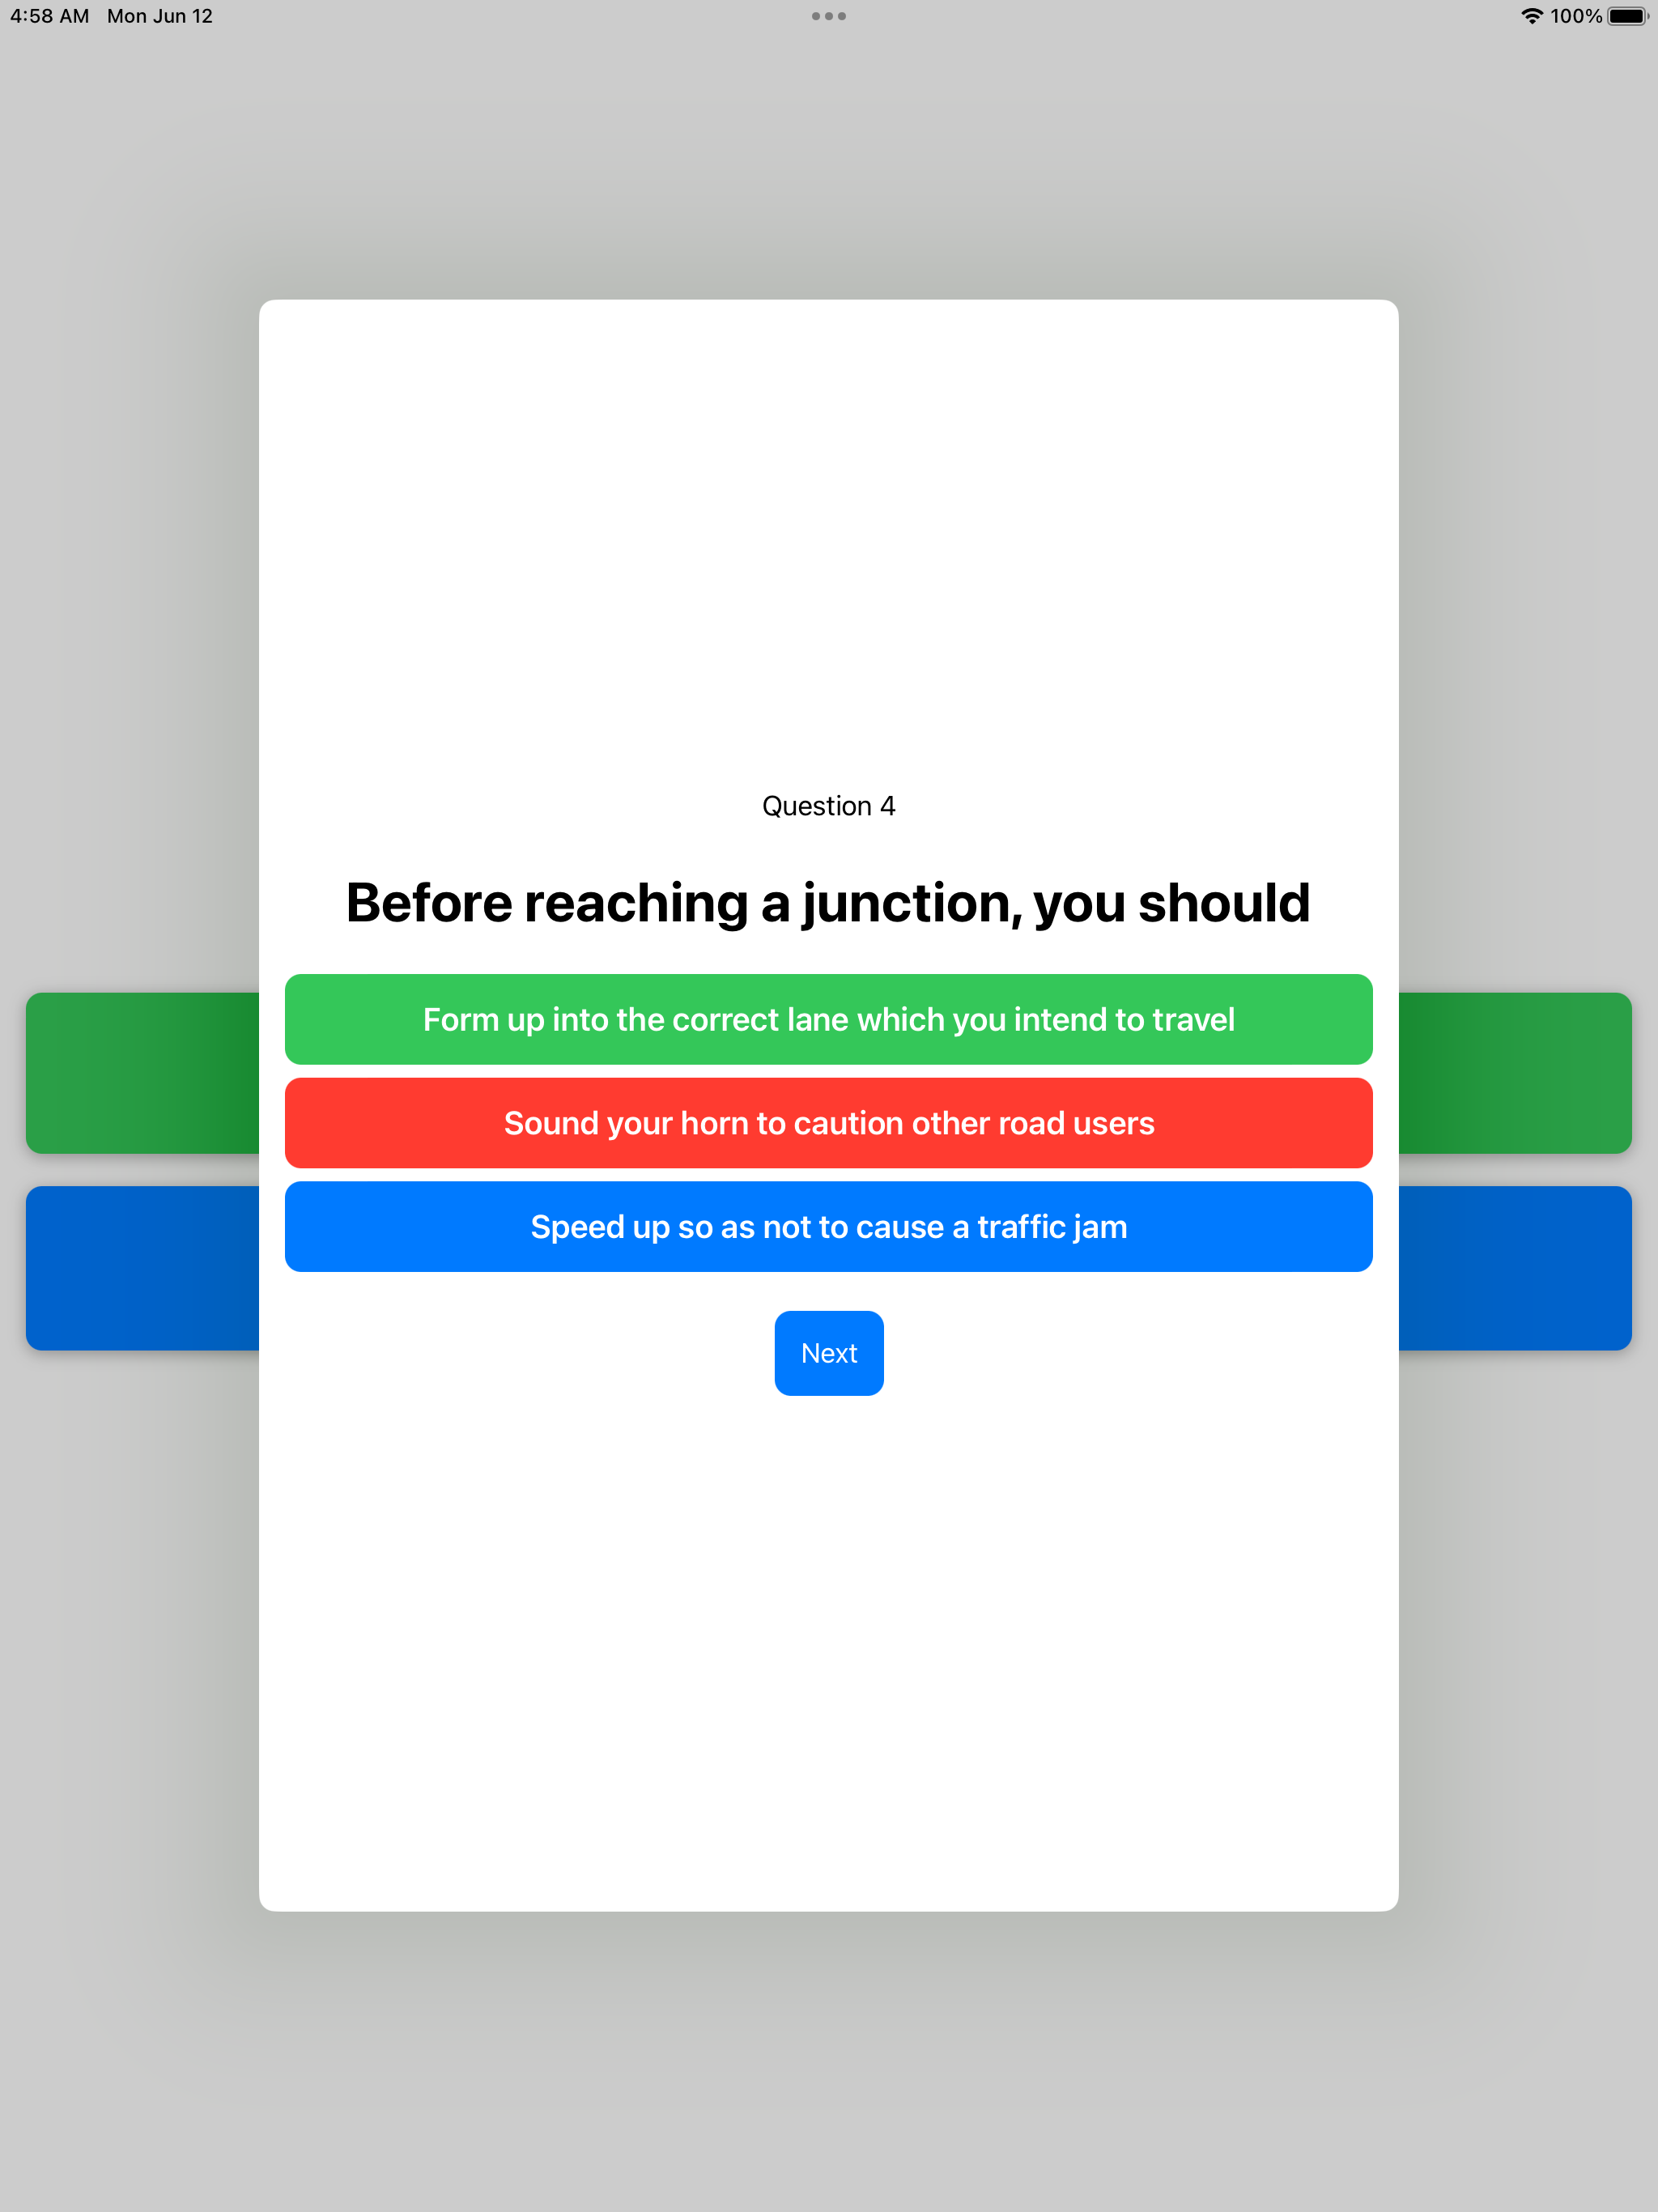 4:58 AM Mon Jun 12 100%
Question 4
Before reaching a junction, you should
Form up into the correct lane which you intend to travel
Sound your horn to caution other road users
Speed up so as not to cause a traffic jam
Next